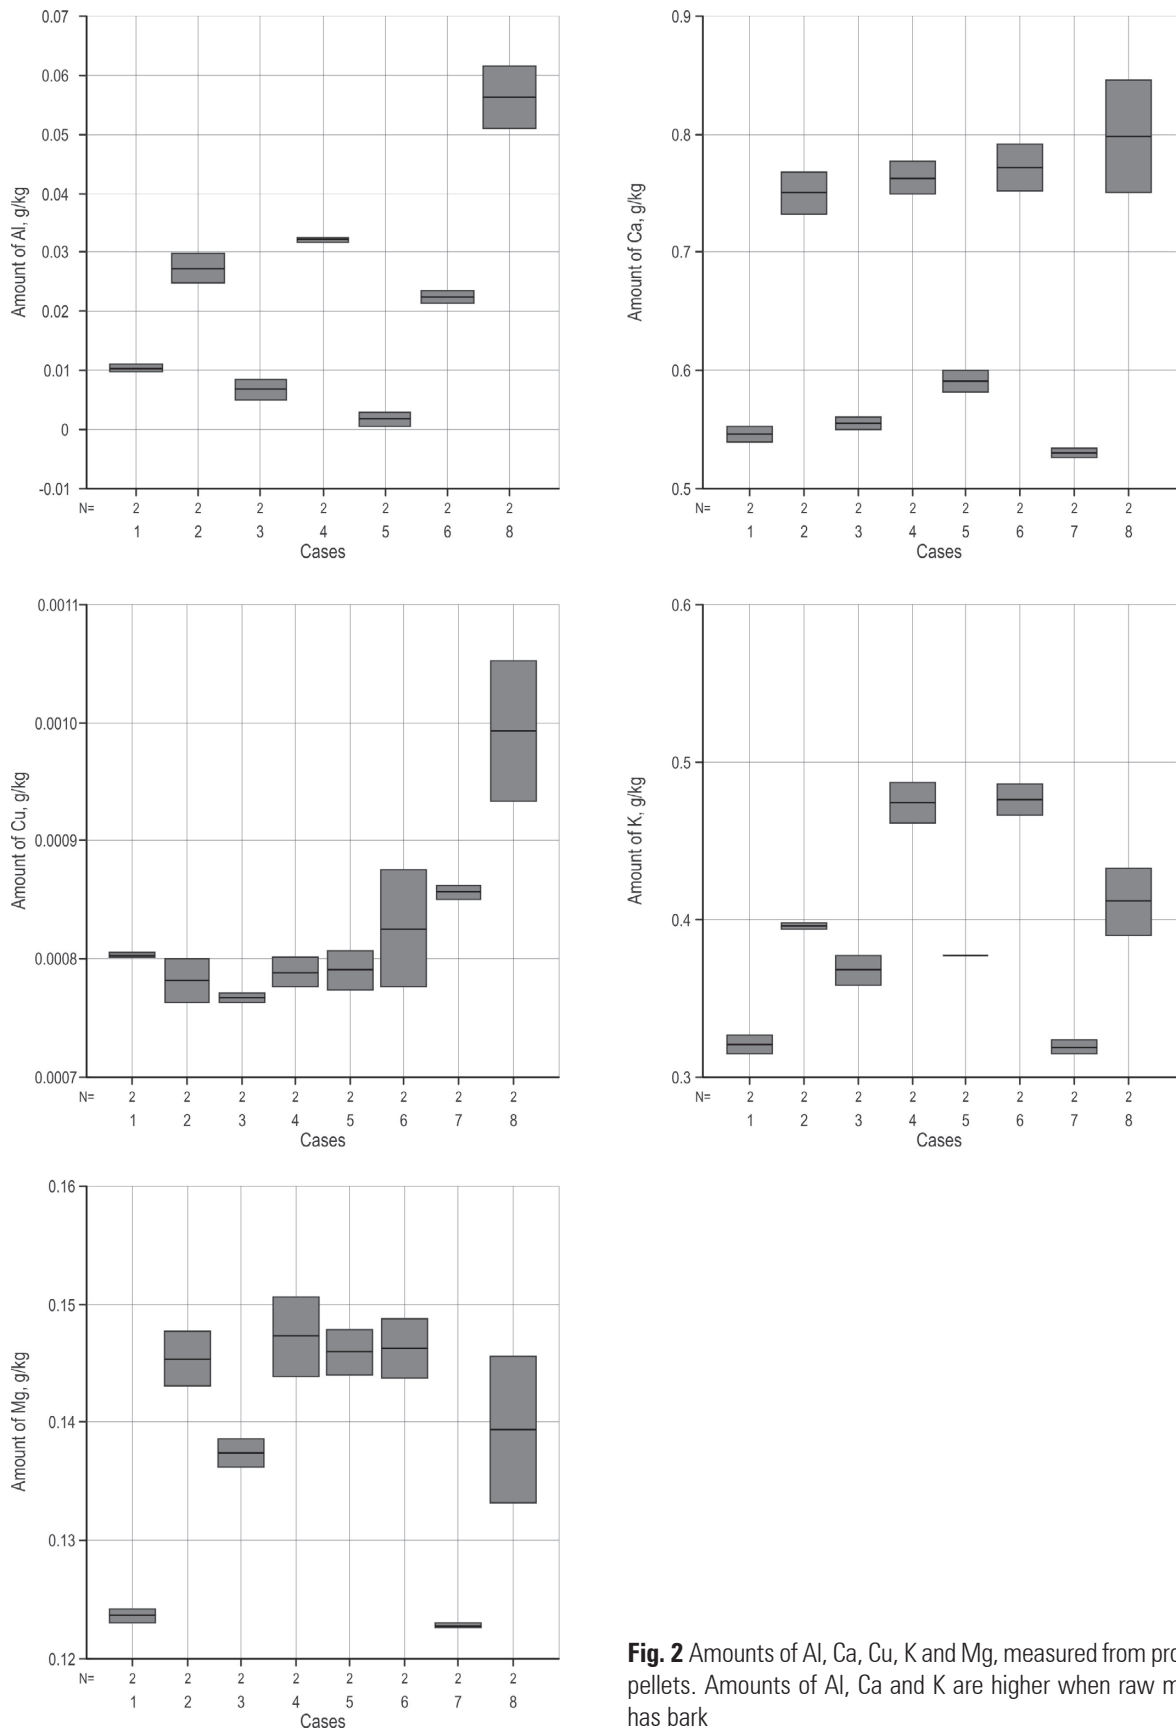 0.07
0.06
0.05
0.04
0.03
0.02
0.01
0
-0.01
Amount of Al, g/kg
N= 2 2 2 2 2 2 2
1 2 3 4 5 6 8
Cases
0.9
0.8
0.7
0.6
0.5
Amount of Ca, g/kg
N= 2 2 2 2 2 2 2 2
1 2 3 4 5 6 7 8
Cases
0.0011
0.0010
0.0009
0.0008
0.0007
Amount of Cu, g/kg
N= 2 2 2 2 2 2 2 2
1 2 3 4 5 6 7 8
Cases
0.6
0.5
0.4
0.3
Amount of K, g/kg
N= 2 2 2 2 2 2 2 2
1 2 3 4 5 6 7 8
Cases
0.16
0.15
0.14
0.13
0.12
Amount of Mg, g/kg
N= 2 2 2 2 2 2 2 2
1 2 3 4 5 6 7 8
Cases
Fig. 2 Amounts of Al, Ca, Cu, K and Mg, measured from
pellets. Amounts of Al, Ca and K are higher when raw
has bark